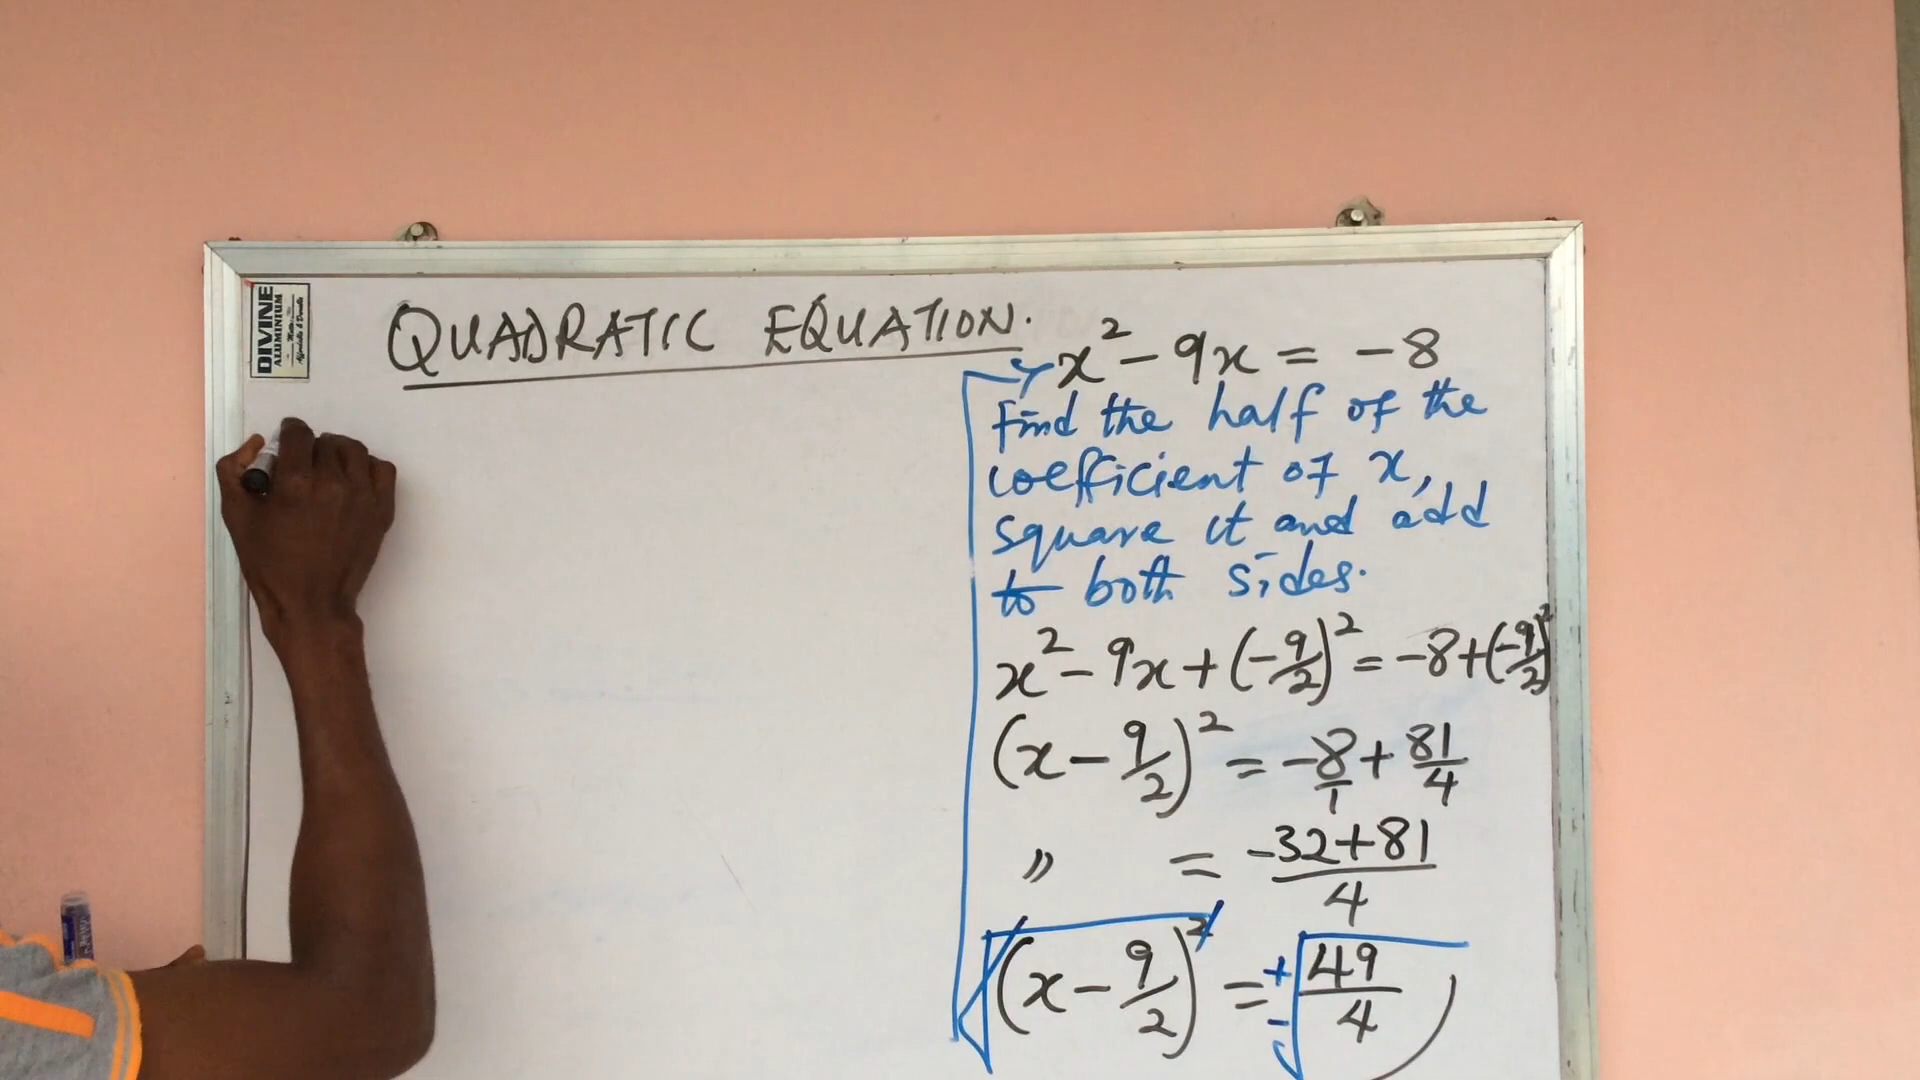 DIVINE
ALUMINIUM
QUADRATIC EQUATION.
x² - 9x = -8
Find the half of the
coefficient of x,
square it and add
to both sides.
x² - 9x + (-9/2)² = -8 + (-9/2)²
(x - 9/2)² = -8/1 + 81/4
〃 = -32+81/4
√(x - 9/2)² = ±√49/4